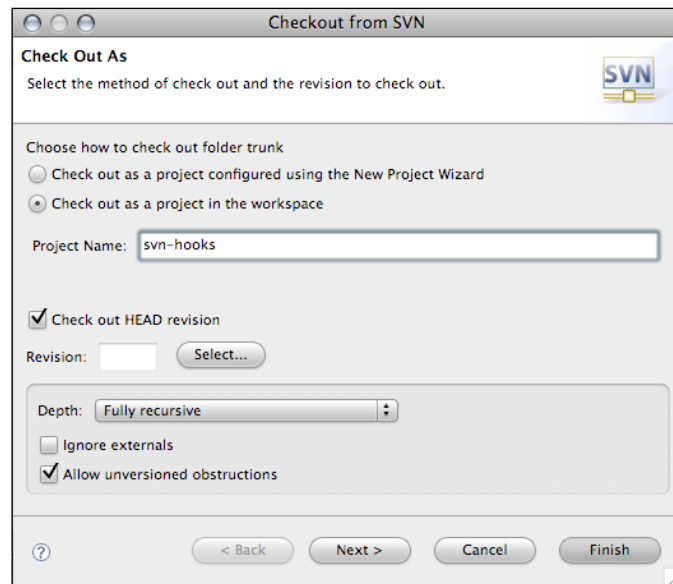 Checkout from SVN
Check Out As
Select the method of check out and the revision to check out.
SVN
Choose how to check out folder trunk
Check out as a project configured using the New Project Wizard
Check out as a project in the workspace
Project Name: svn-hooks
Check out HEAD revision
Revision: Select...
Depth: Fully recursive
Ignore externals
Allow unversioned obstructions
? < Back Next > Cancel Finish